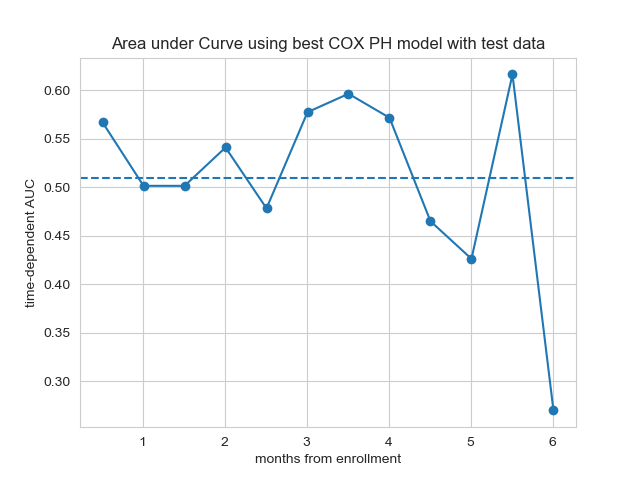 Area under Curve using best COX PH model with test data
time-dependent AUC
0.60
0.55
0.50
0.45
0.40
0.35
0.30
1 2 3 4 5 6
months from enrollment